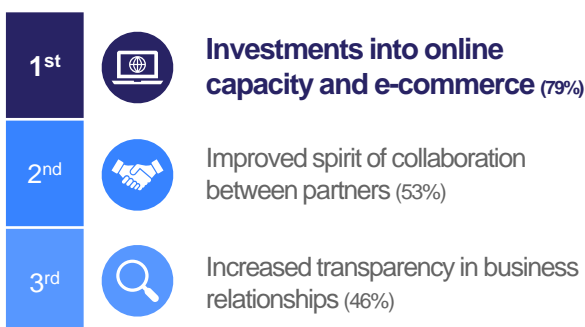 1st
Investments into online
capacity and e-commerce (79%)
2nd
Improved spirit of collaboration
between partners (53%)
3rd
Increased transparency in business
relationships (46%)